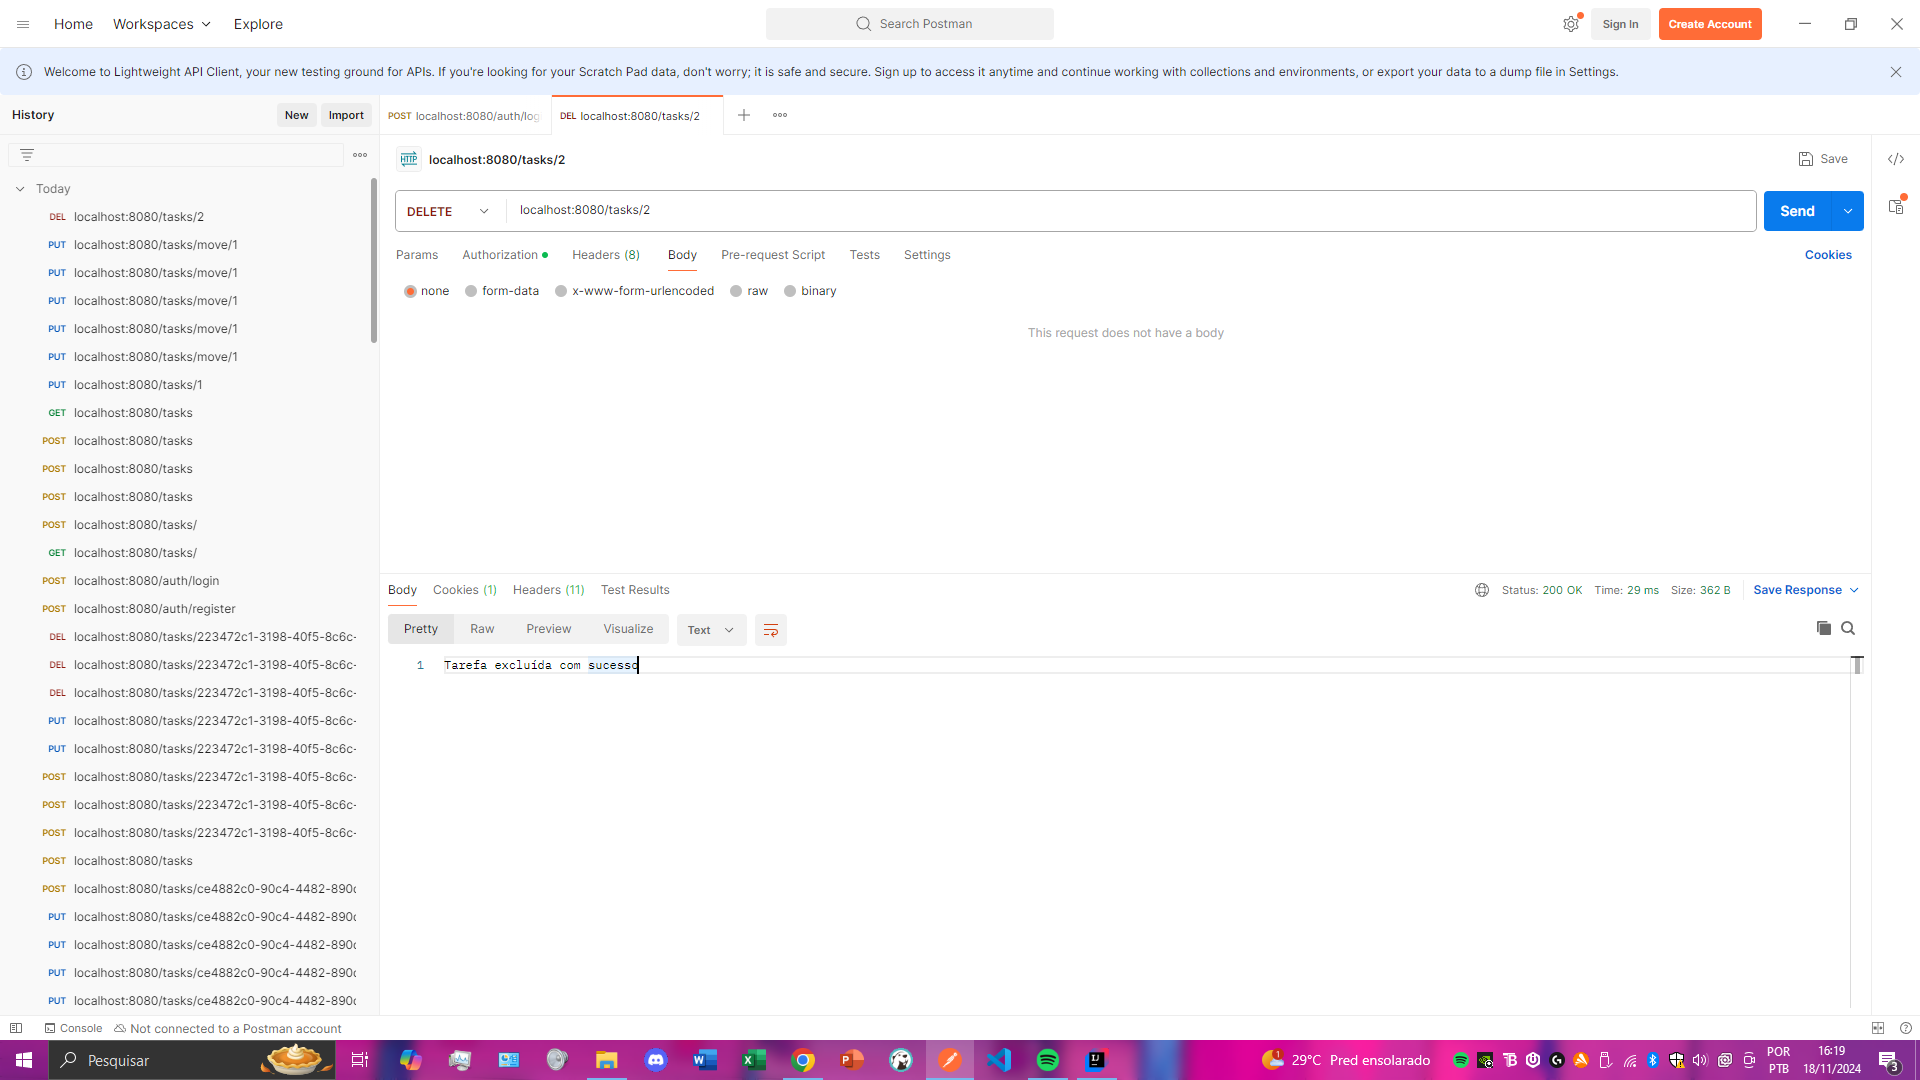 Home
Workspaces
Explore
Search Postman
Sign In
Create Account
Welcome to Lightweight API Client, your new testing ground for APIs. If you're looking for your Scratch Pad data, don't worry; it is safe and secure. Sign up to access it anytime and continue working with collections and environments, or export your data to a dump file in Settings.
History
New
Import
POST localhost:8080/auth/log
DEL localhost:8080/tasks/2
HTTP localhost:8080/tasks/2
Save
Today
DEL localhost:8080/tasks/2
PUT localhost:8080/tasks/move/1
PUT localhost:8080/tasks/move/1
PUT localhost:8080/tasks/move/1
PUT localhost:8080/tasks/move/1
PUT localhost:8080/tasks/move/1
PUT localhost:8080/tasks/1
GET localhost:8080/tasks
POST localhost:8080/tasks
POST localhost:8080/tasks
POST localhost:8080/tasks
POST localhost:8080/tasks/
GET localhost:8080/tasks/
POST localhost:8080/auth/login
POST localhost:8080/auth/register
DEL localhost:8080/tasks/223472c1-3198-40f5-8c6c-
DEL localhost:8080/tasks/223472c1-3198-40f5-8c6c-
DEL localhost:8080/tasks/223472c1-3198-40f5-8c6c-
PUT localhost:8080/tasks/223472c1-3198-40f5-8c6c-
PUT localhost:8080/tasks/223472c1-3198-40f5-8c6c-
POST localhost:8080/tasks/223472c1-3198-40f5-8c6c-
POST localhost:8080/tasks/223472c1-3198-40f5-8c6c-
POST localhost:8080/tasks/223472c1-3198-40f5-8c6c-
POST localhost:8080/tasks
POST localhost:8080/tasks/ce4882c0-90c4-4482-890c
PUT localhost:8080/tasks/ce4882c0-90c4-4482-890c
PUT localhost:8080/tasks/ce4882c0-90c4-4482-890c
PUT localhost:8080/tasks/ce4882c0-90c4-4482-890c
PUT localhost:8080/tasks/ce4882c0-90c4-4482-890c
DELETE
localhost:8080/tasks/2
Send
Params
Authorization
Headers (8)
Body
Pre-request Script
Tests
Settings
Cookies
none
form-data
x-www-form-urlencoded
raw
binary
This request does not have a body
Body
Cookies (1)
Headers (11)
Test Results
Status: 200 OK
Time: 29 ms
Size: 362 B
Save Response
Pretty
Raw
Preview
Visualize
Text
1 Tarefa excluída com sucesso
Console
Not connected to a Postman account
Pesquisar
29°C Pred ensolarado
POR
PTB
16:19
18/11/2024
3